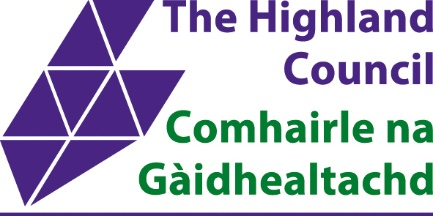 The Highland
Council
Comhairle na
Gàidhealtachd